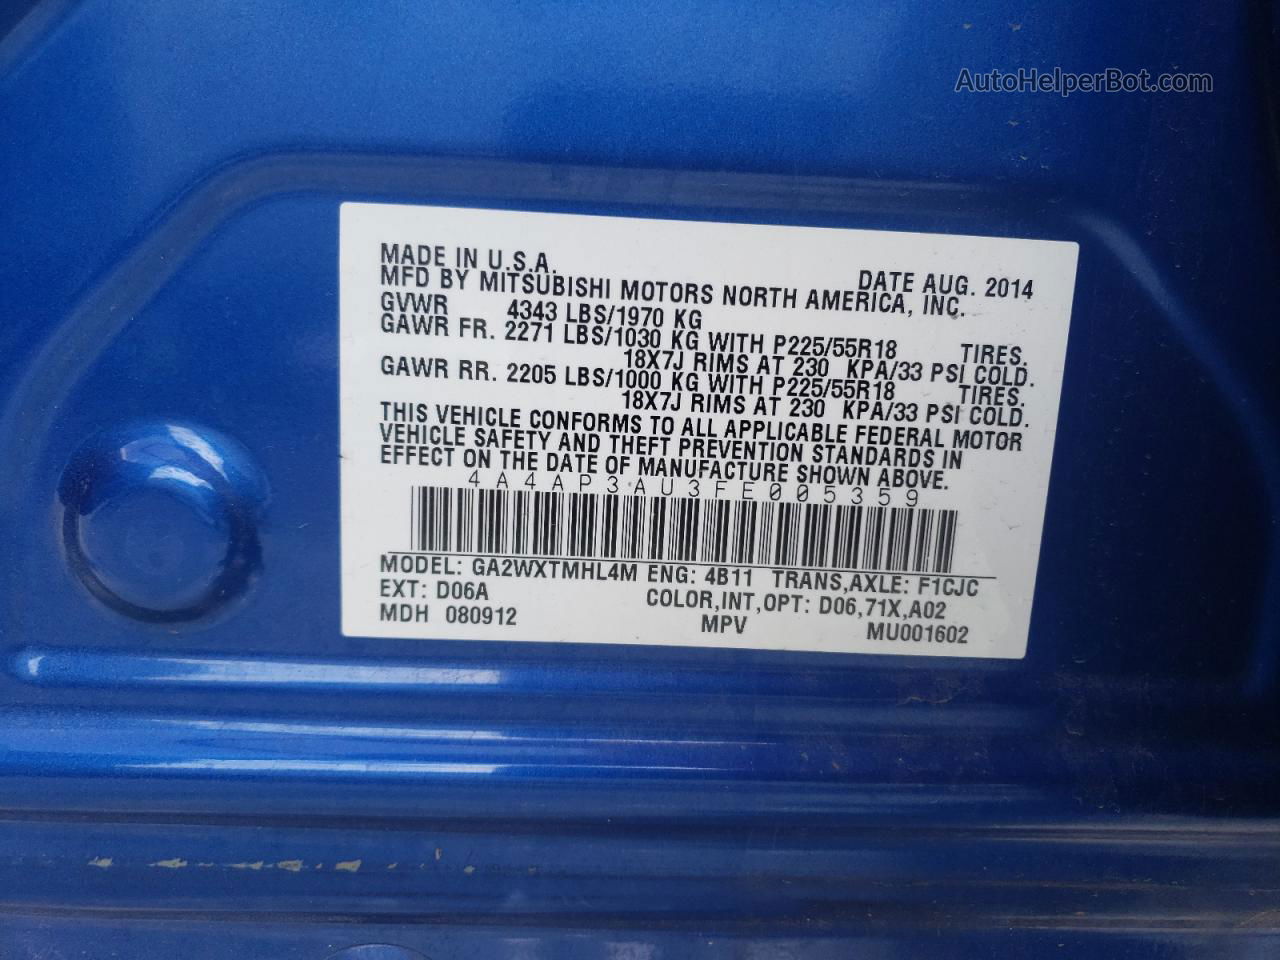 AutoHelperBot.com
MADE IN U.S.A. DATE AUG. 2014
MFD BY MITSUBISHI MOTORS NORTH AMERICA, INC.
GVWR 4343 LBS/1970 KG
GAWR FR. 2271 LBS/1030 KG WITH P225/55R18 TIRES.
18X7J RIMS AT 230 KPA/33 PSI COLD.
GAWR RR. 2205 LBS/1000 KG WITH P225/55R18 TIRES.
18X7J RIMS AT 230 KPA/33 PSI COLD.
THIS VEHICLE CONFORMS TO ALL APPLICABLE FEDERAL MOTOR
VEHICLE SAFETY AND THEFT PREVENTION STANDARDS IN
EFFECT ON THE DATE OF MANUFACTURE SHOWN ABOVE.
4A4AP3AU3FE005359
MODEL: GA2WXTMHL4M ENG: 4B11 TRANS,AXLE: F1CJC
EXT: D06A COLOR,INT,OPT: D06,71X,A02
MDH 080912 MPV MU001602